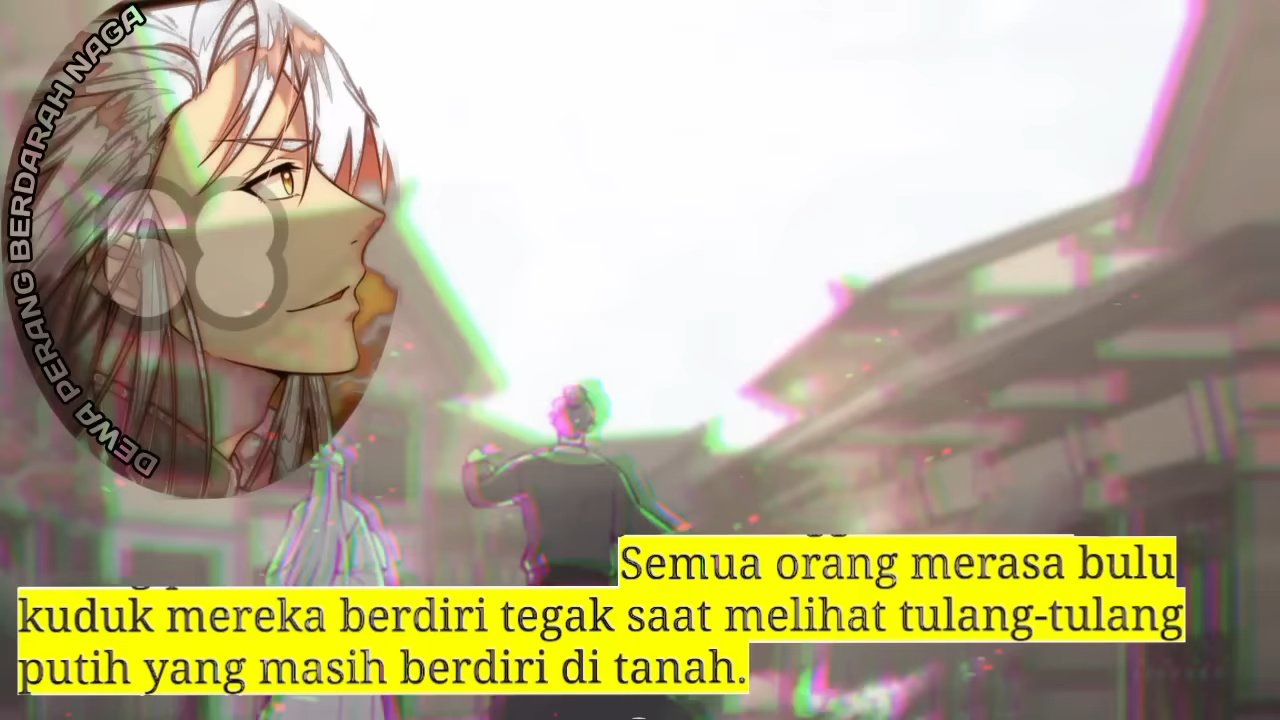 DEWA PERANG BERDARAH NAGA
Semua orang merasa bulu
kuduk mereka berdiri tegak saat melihat tulang-tulang
putih yang masih berdiri di tanah.